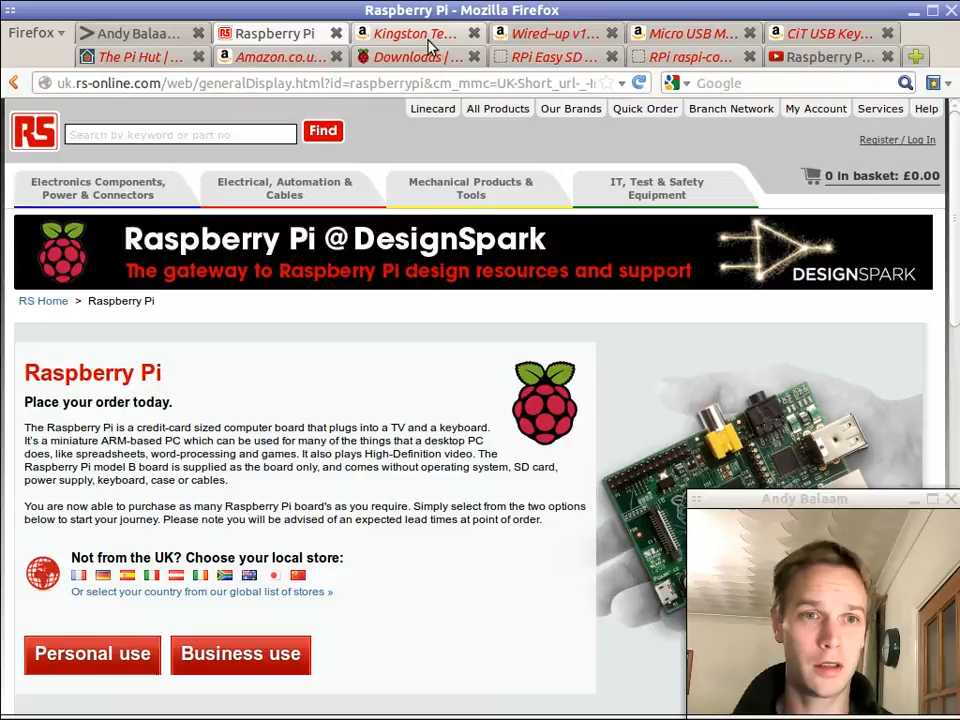 Raspberry Pi - Mozilla Firefox
Firefox
Andy Balaa...
Raspberry Pi
Kingston Te...
Wired-up v1...
Micro USB M...
CiT USB Key...
The Pi Hut | ...
Amazon.co.u...
Downloads | ...
RPi Easy SD ...
RPi raspi-co...
Raspberry P...
uk.rs-online.com/web/generalDisplay.html?id=raspberrypi&cm_mmc=UK-Short_url-_-
Google
Linecard
All Products
Our Brands
Quick Order
Branch Network
My Account
Services
Help
RS
Search by keyword or part no
Find
Register / Log In
0 in basket: £0.00
Electronics Components, Power & Connectors
Electrical, Automation & Cables
Mechanical Products & Tools
IT, Test & Safety Equipment
Raspberry Pi @ DesignSpark
The gateway to Raspberry Pi design resources and support
DESIGNSPARK
RS Home > Raspberry Pi
Raspberry Pi
Place your order today.
The Raspberry Pi is a credit-card sized computer board that plugs into a TV and a keyboard.
It's a miniature ARM-based PC which can be used for many of the things that a desktop PC
does, like spreadsheets, word-processing and games. It also plays High-Definition video. The
Raspberry Pi model B board is supplied as the board only, and comes without operating system, SD card,
power supply, keyboard, case or cables.
You are now able to purchase as many Raspberry Pi board's as you require. Simply select from the two options
below to start your journey. Please note you will be advised of an expected lead times at point of order.
Not from the UK? Choose your local store:
Or select your country from our global list of stores »
Personal use
Business use
Andy Balaam